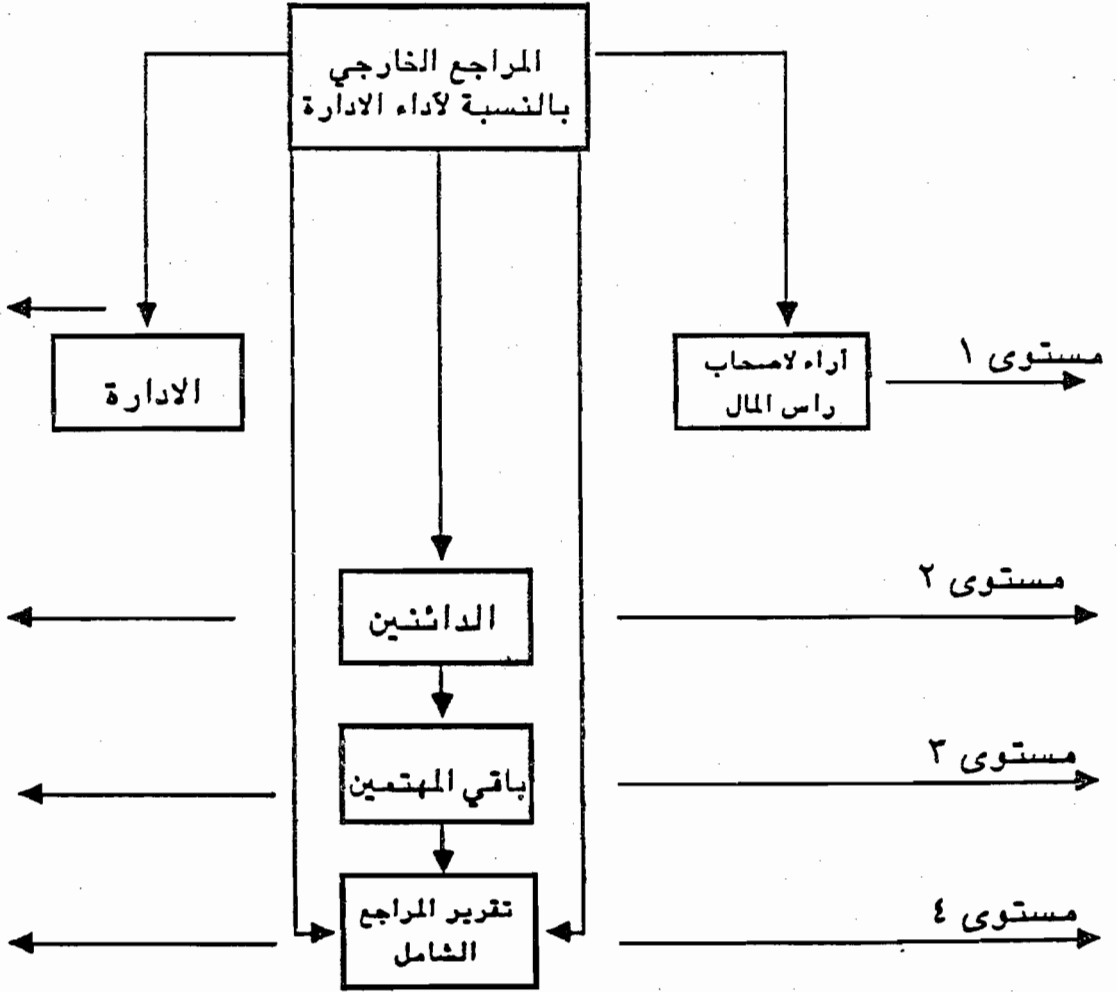 المراجع الخارجي
بالنسبة لآداء الادارة
مستوى ١
آراء لاصحاب
راس المال
الادارة
مستوى ٢
الدائنين
مستوى ٣
باقي المهتمين
مستوى ٤
تقرير المراجع
الشامل